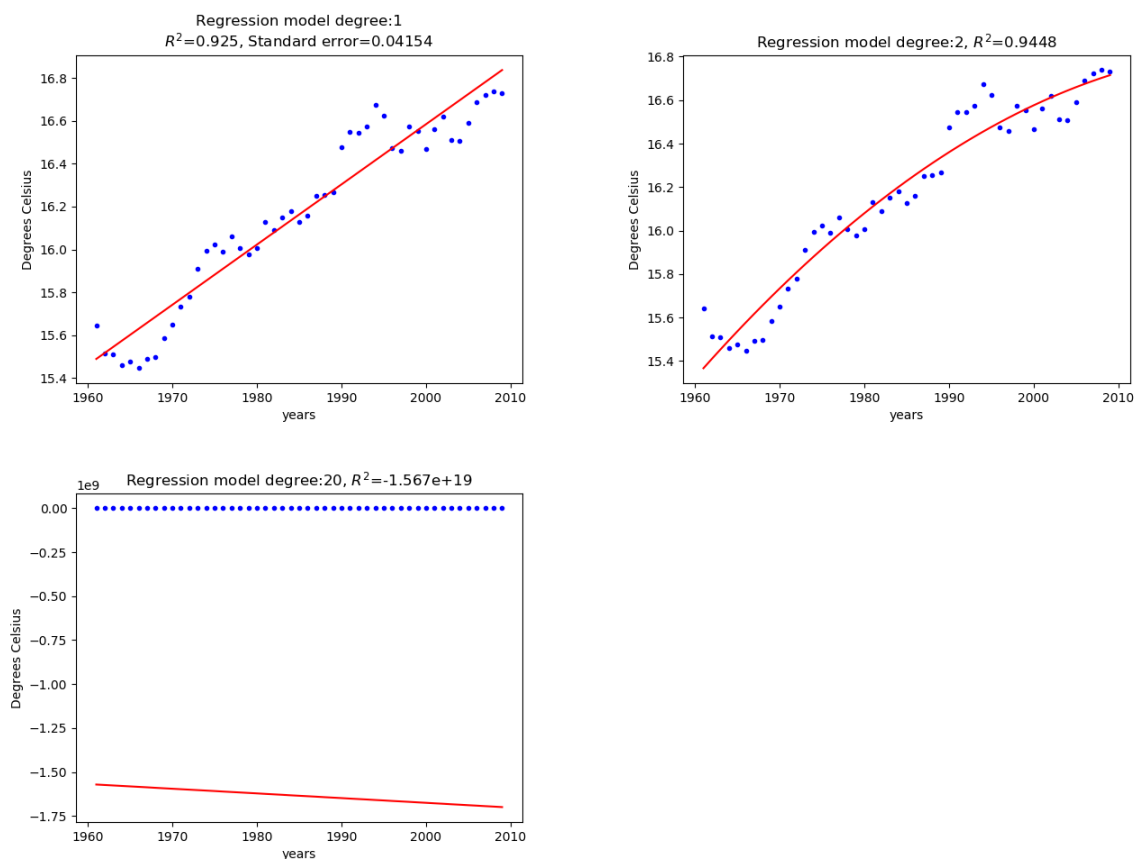 Regression model degree:1
R²=0.925, Standard error=0.04154
16.8
16.6
16.4
16.2
16.0
15.8
15.6
15.4
Degrees Celsius
1960 1970 1980 1990 2000 2010
years
Regression model degree:2, R²=0.9448
16.8
16.6
16.4
16.2
16.0
15.8
15.6
15.4
Degrees Celsius
1960 1970 1980 1990 2000 2010
years
Regression model degree:20, R²=-1.567e+19
1e9
0.00
−0.25
−0.50
−0.75
−1.00
−1.25
−1.50
−1.75
Degrees Celsius
1960 1970 1980 1990 2000 2010
years